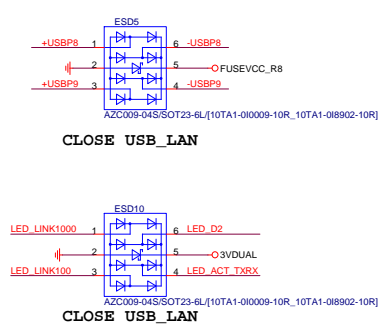 ESD5
+USBP8 1 6 -USBP8
2 5 FUSEVCC_R8
+USBP9 3 4 -USBP9
AZC009-04S/SOT23-6L/[10TA1-0I0009-10R_10TA1-0I8902-10R]
CLOSE USB_LAN
ESD10
LED_LINK1000 1 6 LED_D2
2 5 3VDUAL
LED_LINK100 3 4 LED_ACT_TXRX
AZC009-04S/SOT23-6L/[10TA1-0I0009-10R_10TA1-0I8902-10R]
CLOSE USB_LAN